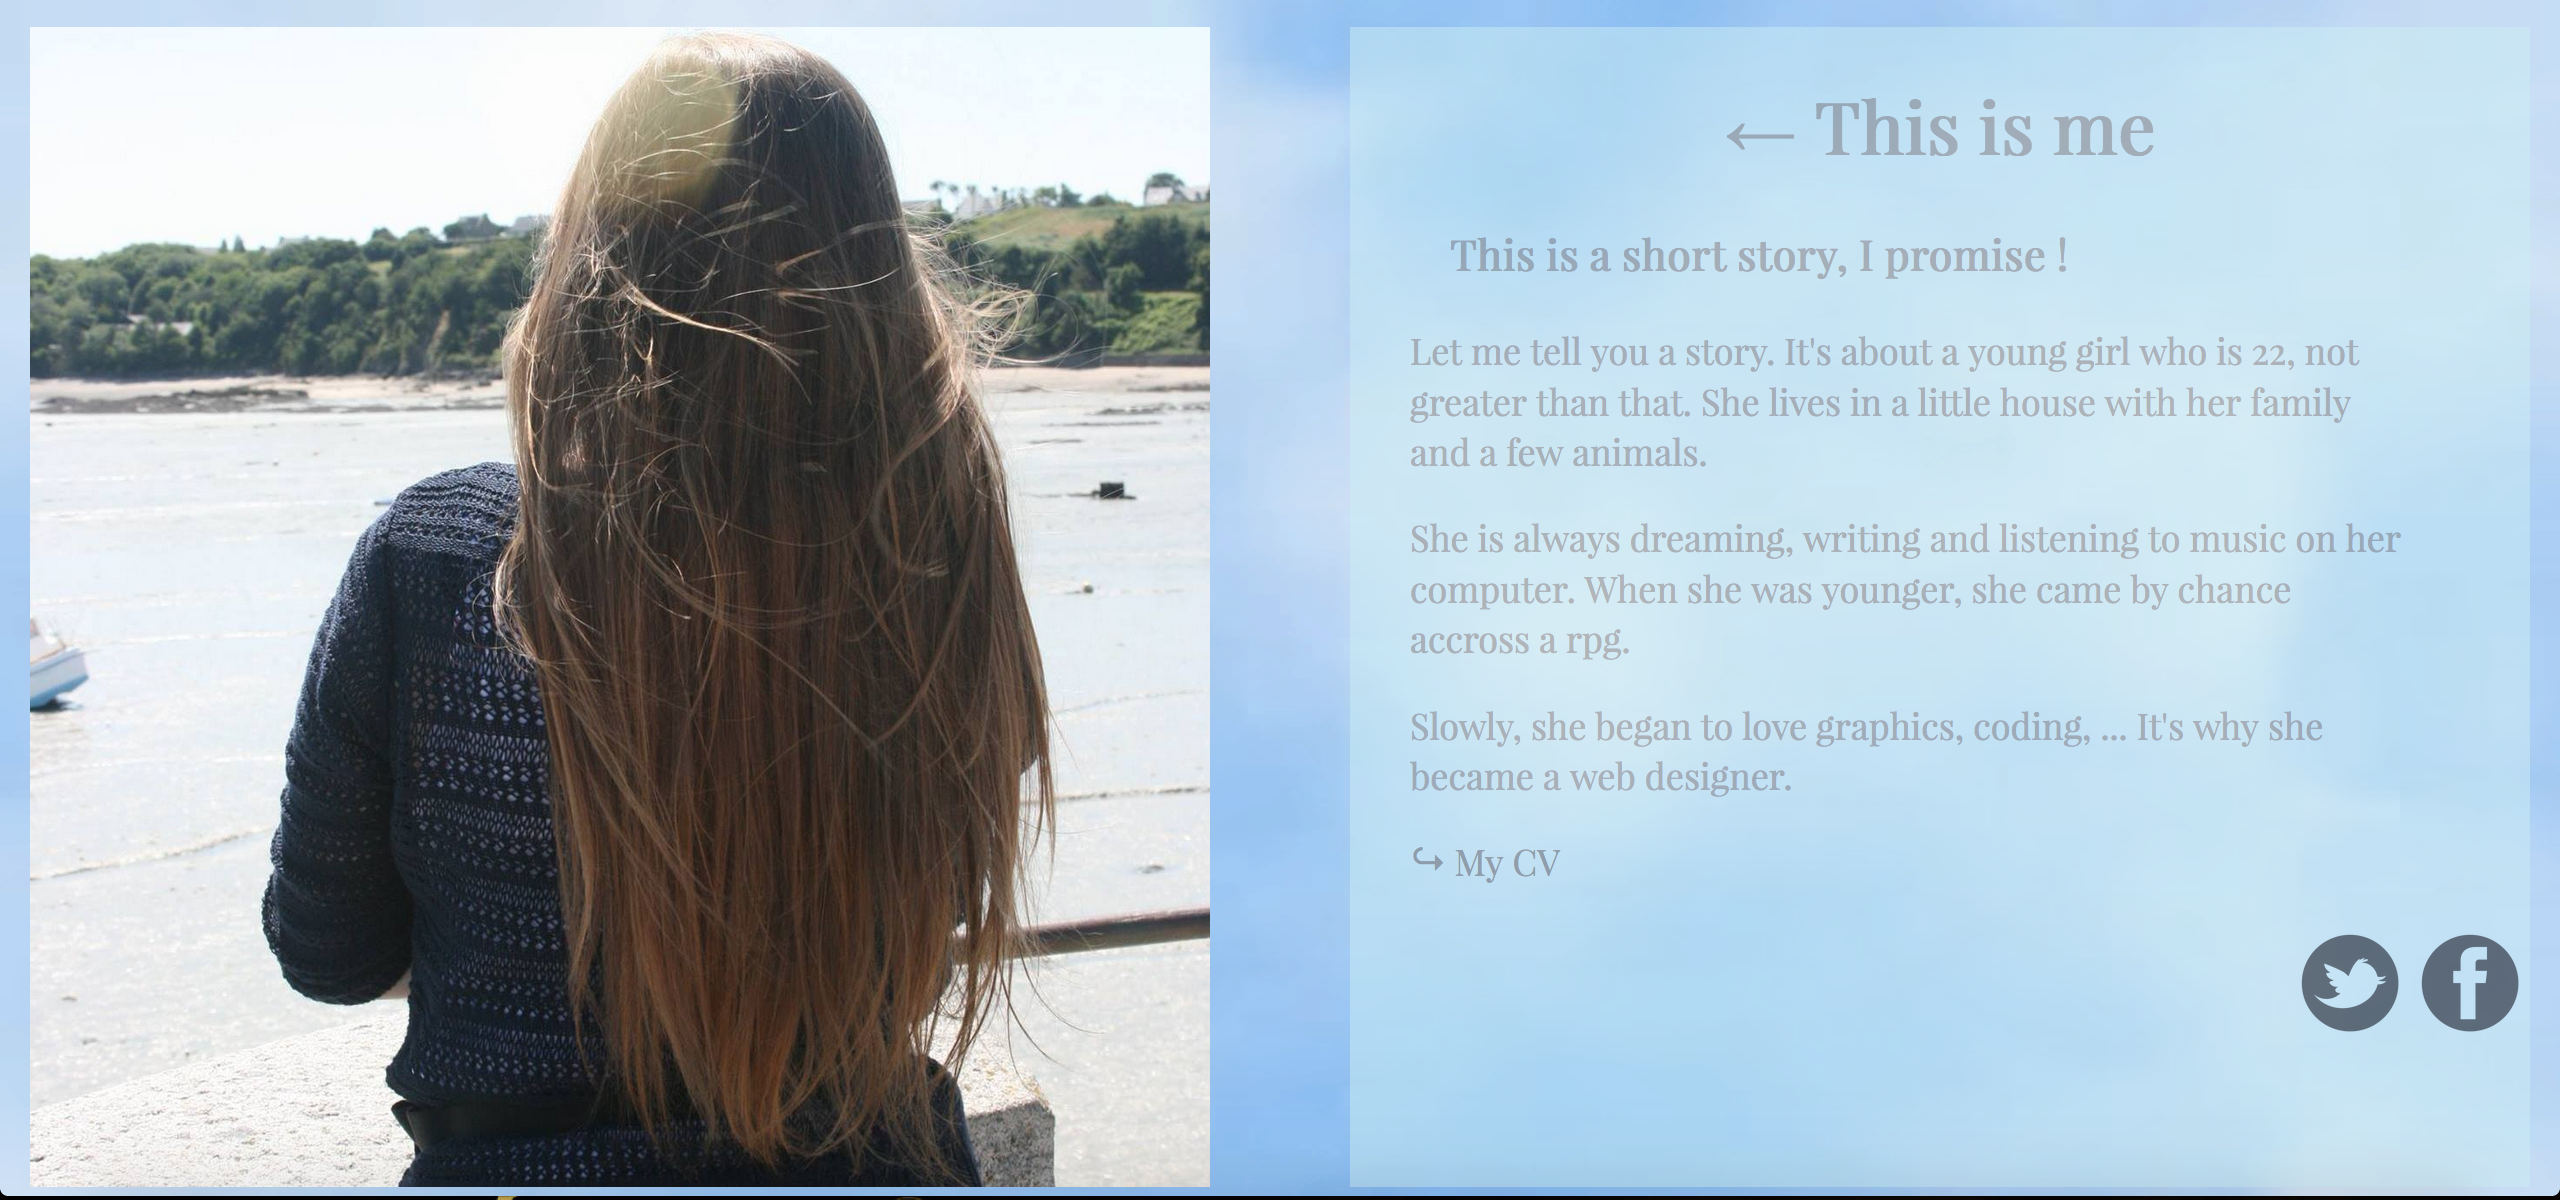 ← This is me
This is a short story, I promise !
Let me tell you a story. It's about a young girl who is 22, not
greater than that. She lives in a little house with her family
and a few animals.
She is always dreaming, writing and listening to music on her
computer. When she was younger, she came by chance
accross a rpg.
Slowly, she began to love graphics, coding, ... It's why she
became a web designer.
↪ My CV